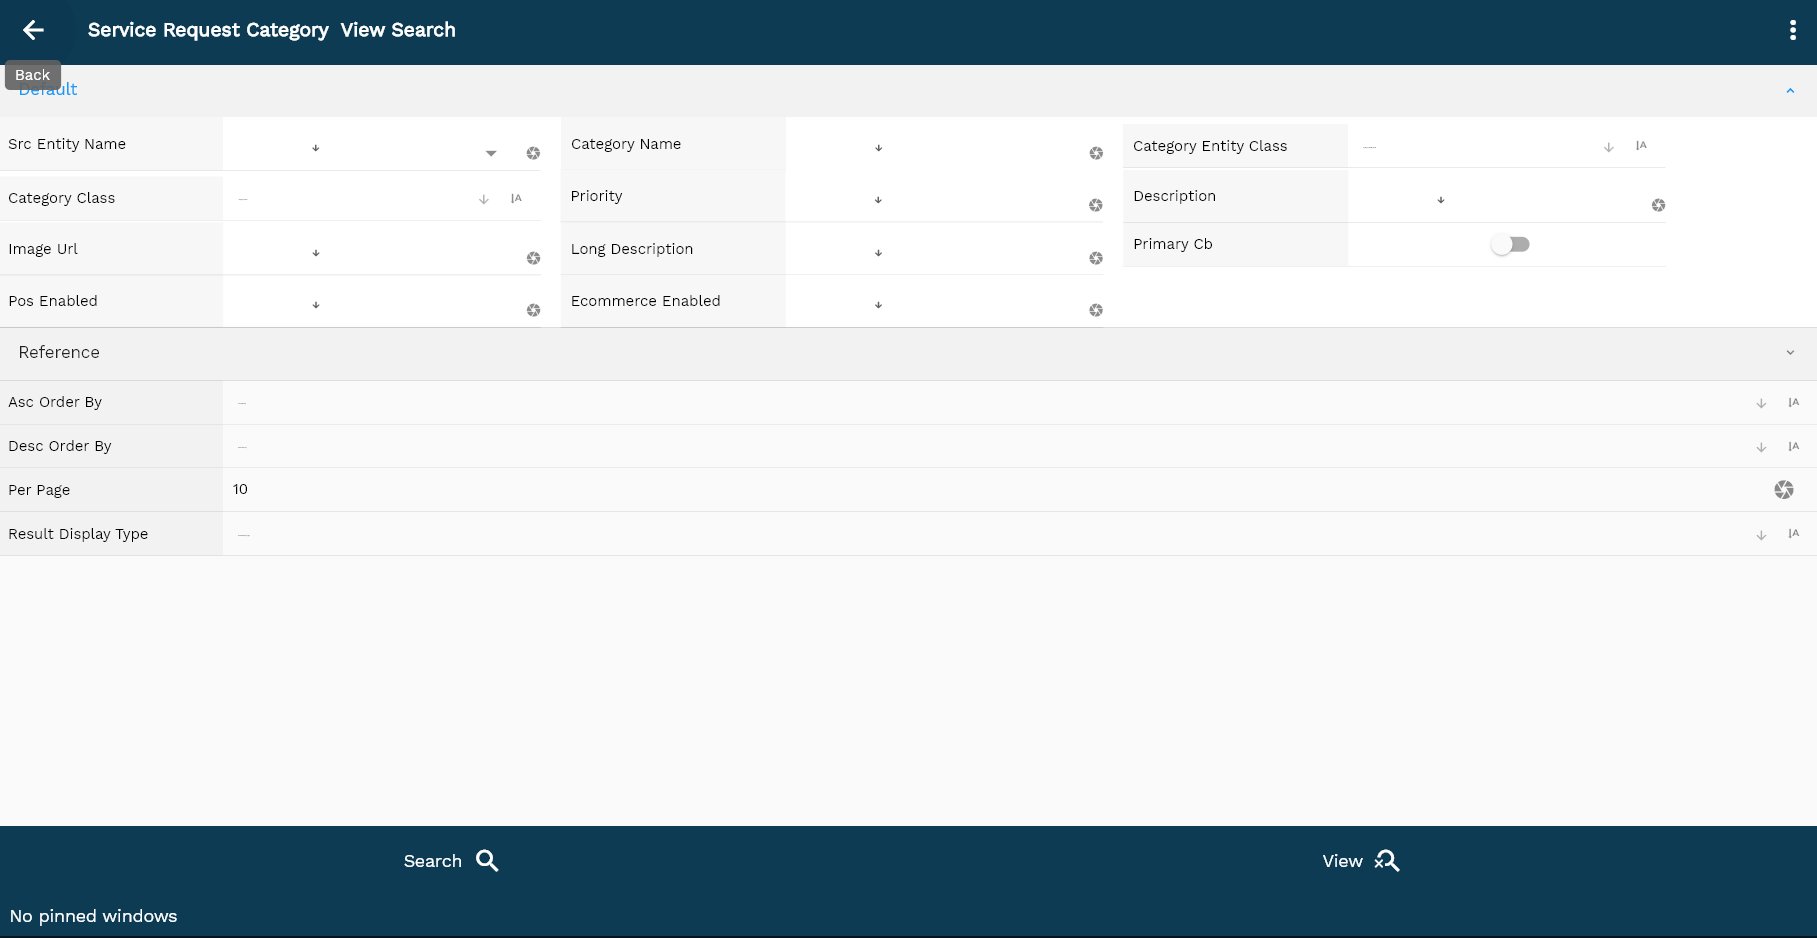 Service Request Category  View Search
Back
Default
Src Entity Name
Category Name
Category Entity Class
Category Class
Priority
Description
Image Url
Long Description
Primary Cb
Pos Enabled
Ecommerce Enabled
Reference
Asc Order By
Desc Order By
Per Page 10
Result Display Type
Search
View
No pinned windows